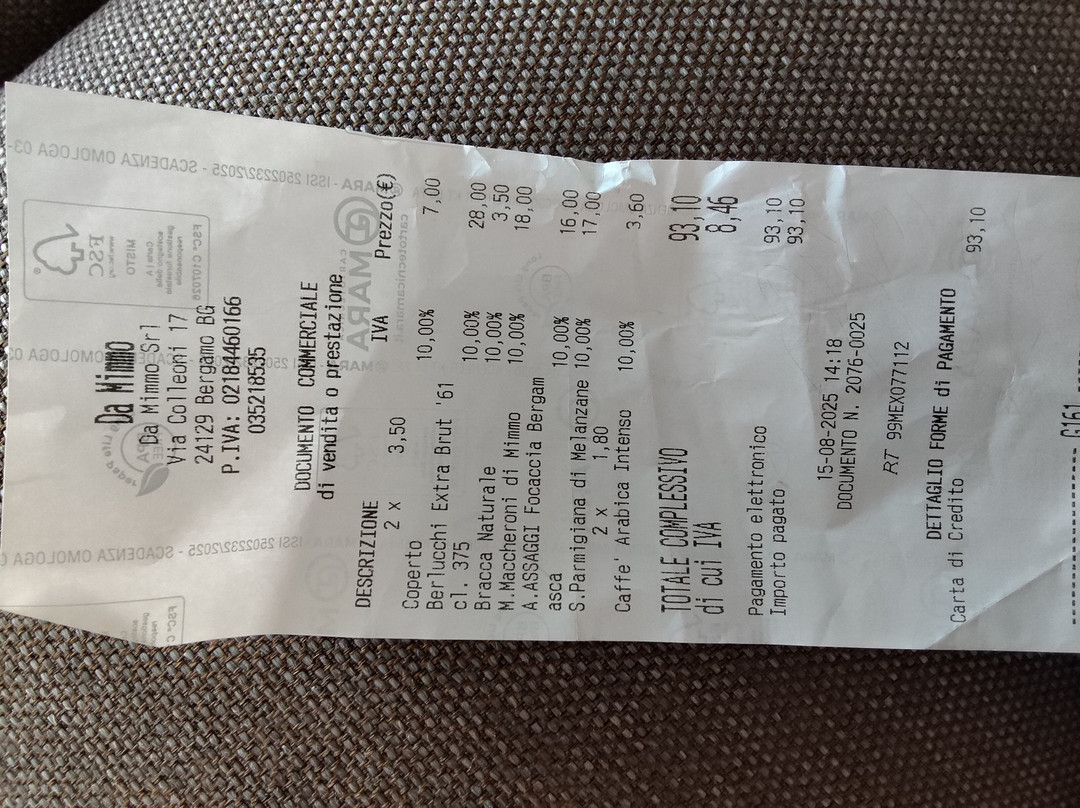 Da Mimmo
Da Mimmo Srl
Via Colleoni 17
24129 Bergamo BG
P.IVA: 02184460166
035218535
DOCUMENTO COMMERCIALE
di vendita o prestazione
DESCRIZIONE IVA Prezzo(€)
2 x 3,50
Coperto 10,00% 7,00
Berlucchi Extra Brut '61
cl. 375 10,00% 28,00
Bracca Naturale 10,00% 3,50
M.Maccheroni di Mimmo 10,00% 18,00
A.ASSAGGI Focaccia Bergam
asca 10,00% 16,00
S.Parmigiana di Melanzane 10,00% 17,00
2 x 1,80
Caffe' Arabica Intenso 10,00% 3,60
TOTALE COMPLESSIVO 93,10
di cui IVA 8,46
Pagamento elettronico 93,10
Importo pagato 93,10
15-08-2025 14:18
DOCUMENTO N. 2076-0025
RT 99MEX077112
DETTAGLIO FORME di PAGAMENTO
Carta di Credito 93,10